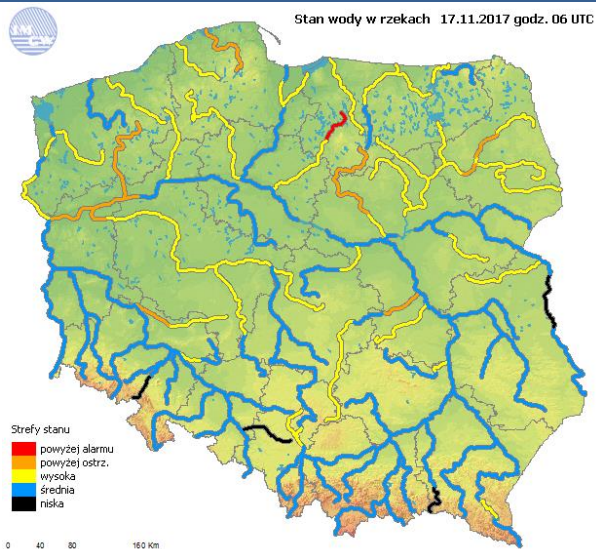 Stan wody w rzekach 17.11.2017 godz. 06 UTC
Strefy stanu
powyżej alarmu
powyżej ostrz.
wysoka
średnia
niska
0 40 80 160 Km